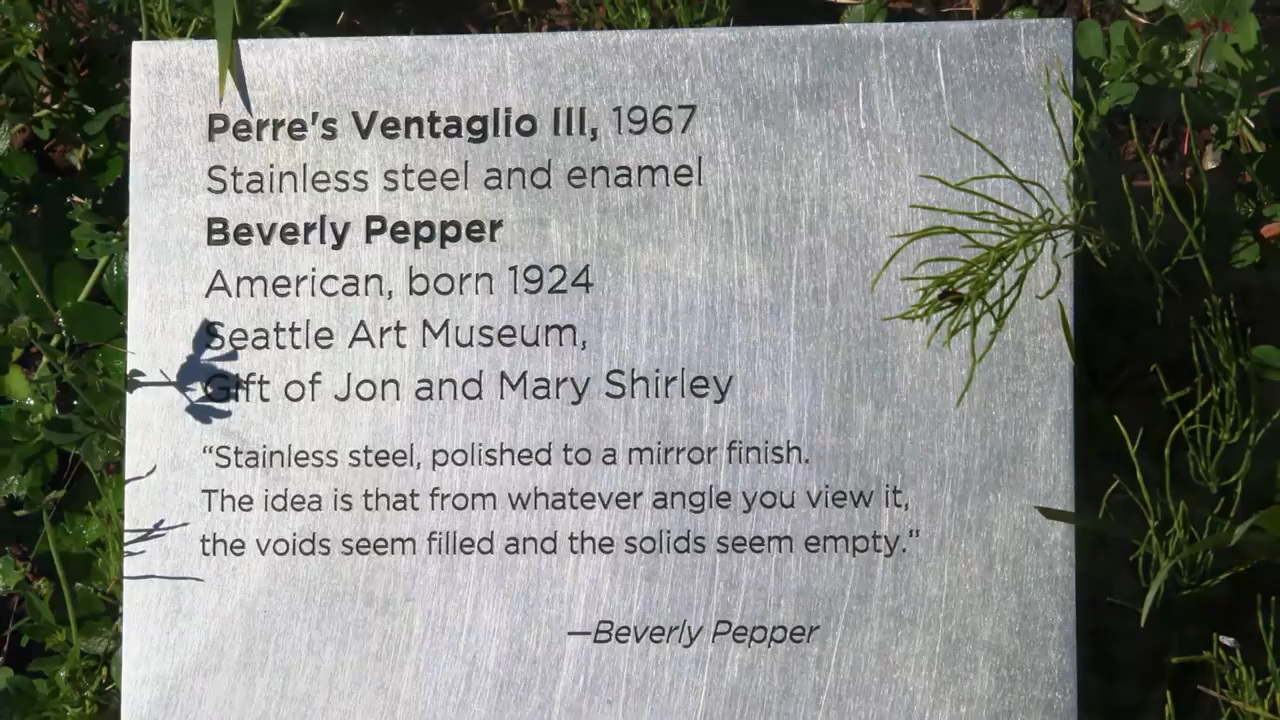 Perre's Ventaglio III, 1967
Stainless steel and enamel
Beverly Pepper
American, born 1924
Seattle Art Museum,
Gift of Jon and Mary Shirley
“Stainless steel, polished to a mirror finish.
The idea is that from whatever angle you view it,
the voids seem filled and the solids seem empty.”
—Beverly Pepper